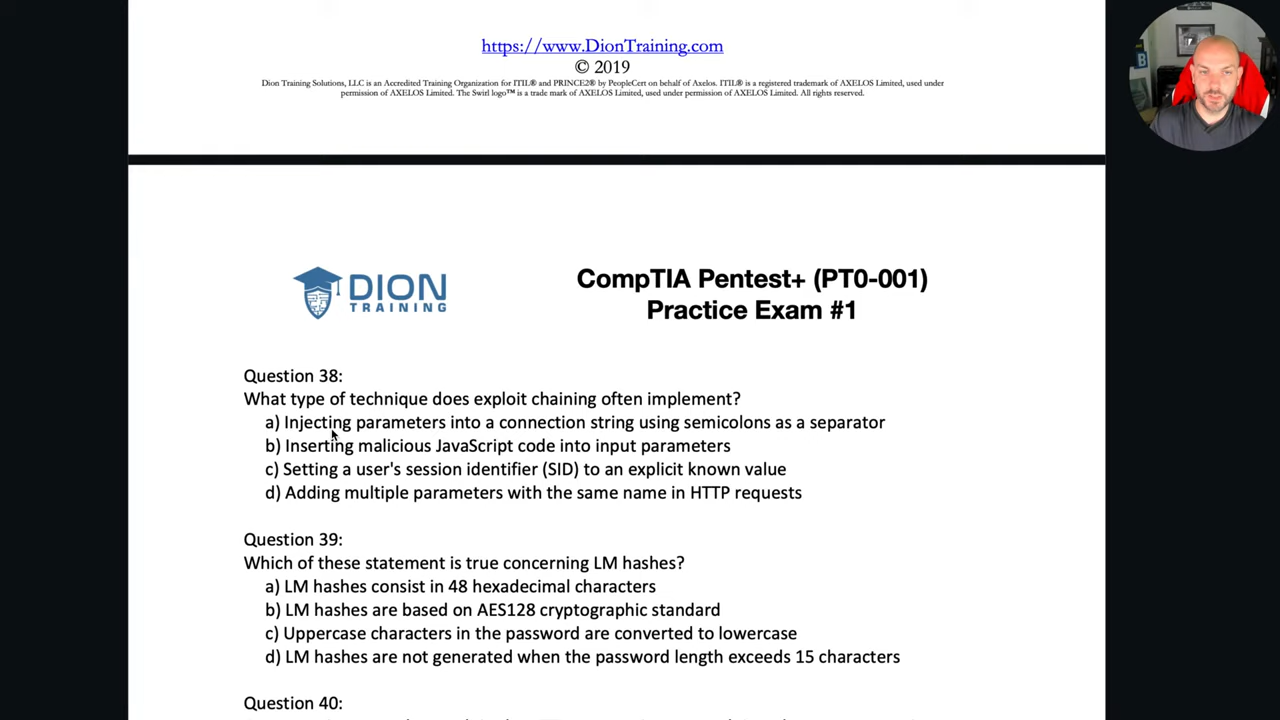 https://www.DionTraining.com
© 2019
Dion Training Solutions, LLC is an Accredited Training Organization for ITIL® and PRINCE2® by PeopleCert on behalf of Axelos. ITIL® is a registered trademark of AXELOS Limited, used under
permission of AXELOS Limited. The Swirl logo™ is a trade mark of AXELOS Limited, used under permission of AXELOS Limited. All rights reserved.
DION
TRAINING
CompTIA Pentest+ (PT0-001)
Practice Exam #1
Question 38:
What type of technique does exploit chaining often implement?
a) Injecting parameters into a connection string using semicolons as a separator
b) Inserting malicious JavaScript code into input parameters
c) Setting a user's session identifier (SID) to an explicit known value
d) Adding multiple parameters with the same name in HTTP requests
Question 39:
Which of these statement is true concerning LM hashes?
a) LM hashes consist in 48 hexadecimal characters
b) LM hashes are based on AES128 cryptographic standard
c) Uppercase characters in the password are converted to lowercase
d) LM hashes are not generated when the password length exceeds 15 characters
Question 40: